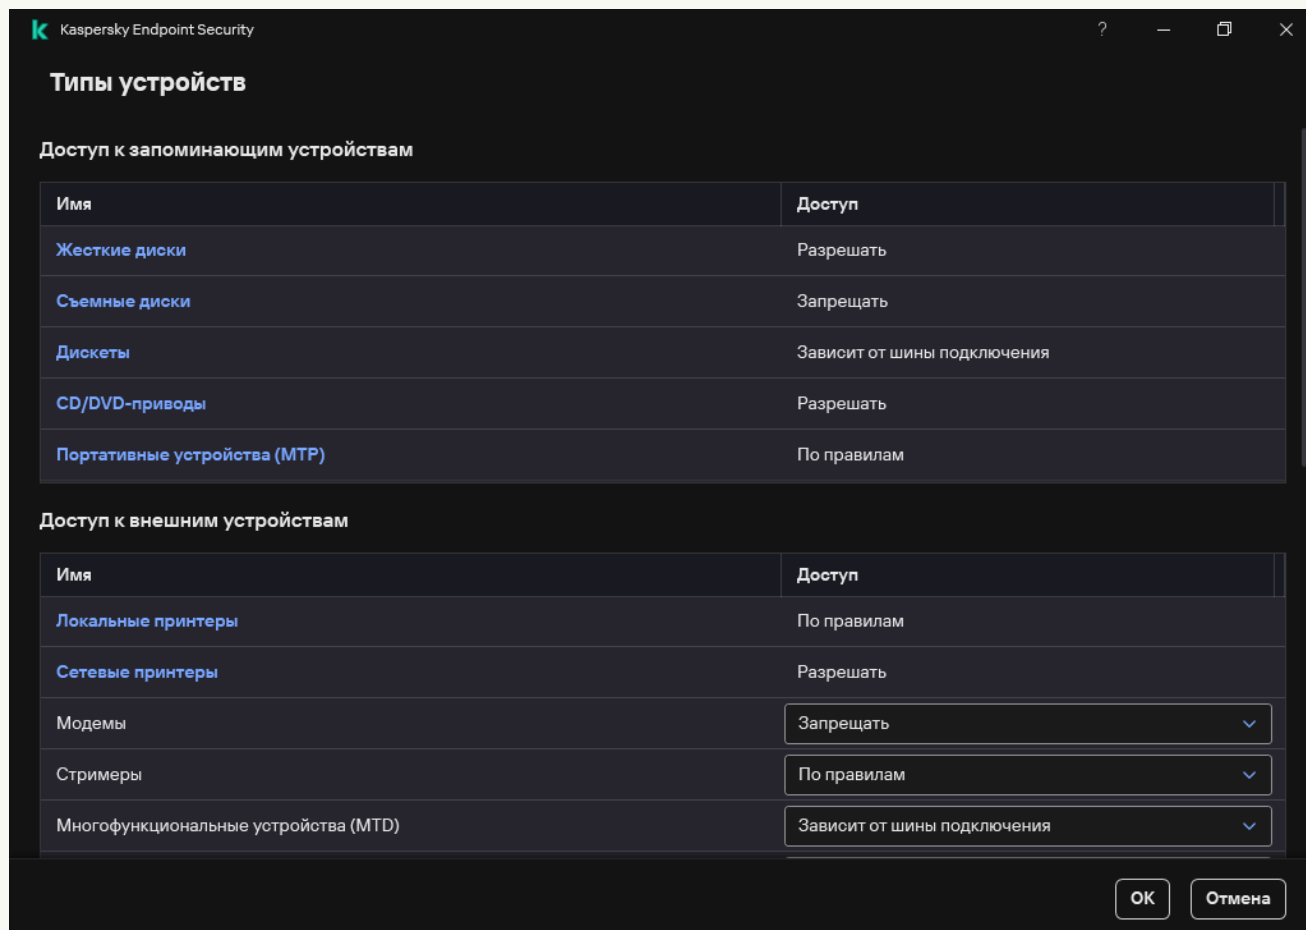 Kaspersky Endpoint Security
?
Типы устройств
Доступ к запоминающим устройствам
Имя Доступ
Жесткие диски Разрешать
Съемные диски Запрещать
Дискеты Зависит от шины подключения
CD/DVD-приводы Разрешать
Портативные устройства (MTP) По правилам
Доступ к внешним устройствам
Имя Доступ
Локальные принтеры По правилам
Сетевые принтеры Разрешать
Модемы Запрещать
Стримеры По правилам
Многофункциональные устройства (MTD) Зависит от шины подключения
ОК Отмена